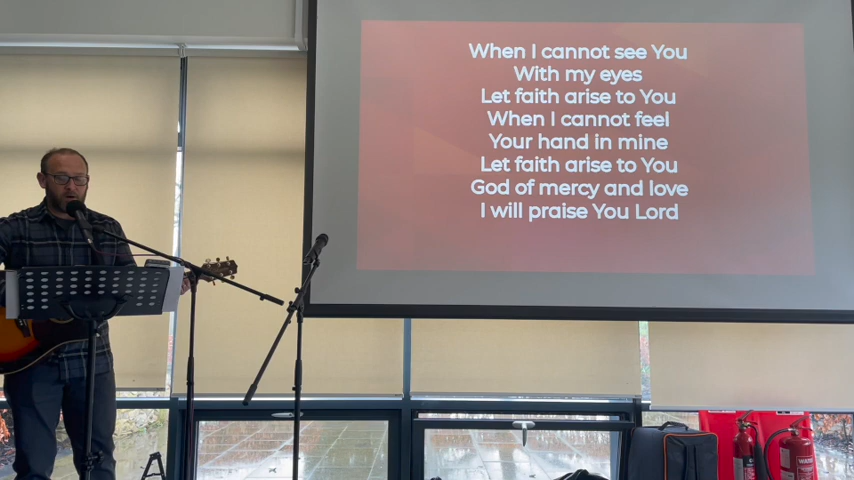 When I cannot see You
With my eyes
Let faith arise to You
When I cannot feel
Your hand in mine
Let faith arise to You
God of mercy and love
I will praise You Lord
WATER